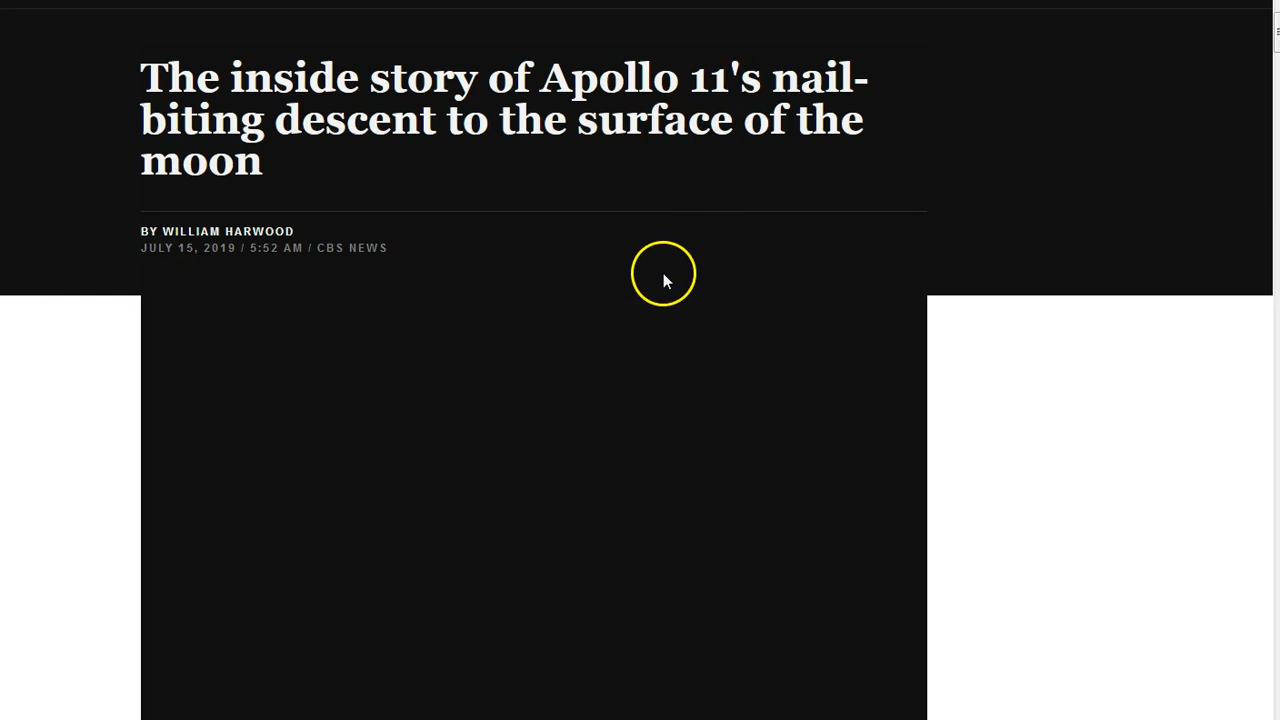 The inside story of Apollo 11's nail-
biting descent to the surface of the
moon
BY WILLIAM HARWOOD
JULY 15, 2019 / 5:52 AM / CBS NEWS